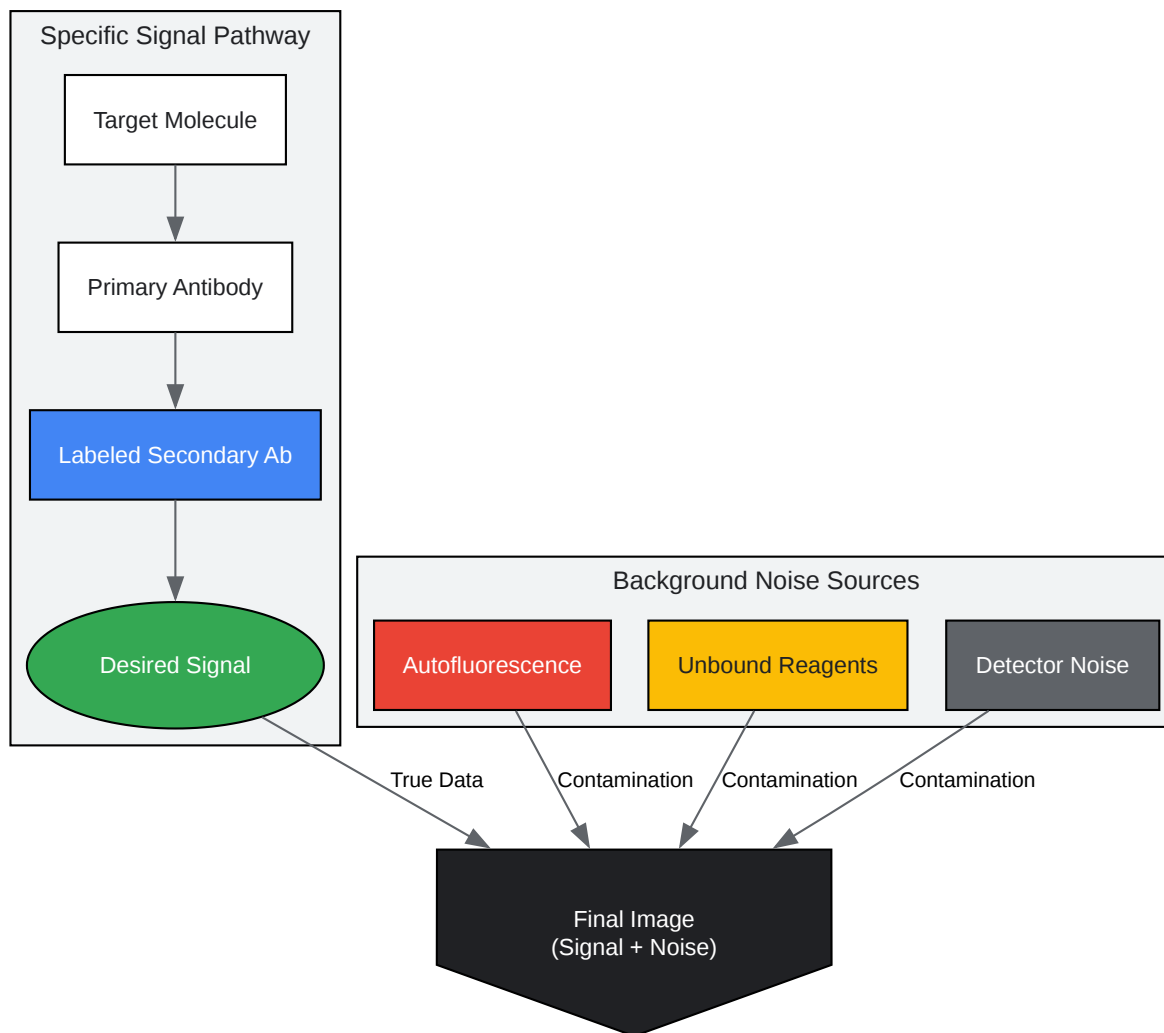 Specific Signal Pathway
Target Molecule
Primary Antibody
Labeled Secondary Ab
Desired Signal
Background Noise Sources
Autofluorescence
Unbound Reagents
Detector Noise
True Data
Contamination
Contamination
Contamination
Final Image
(Signal + Noise)